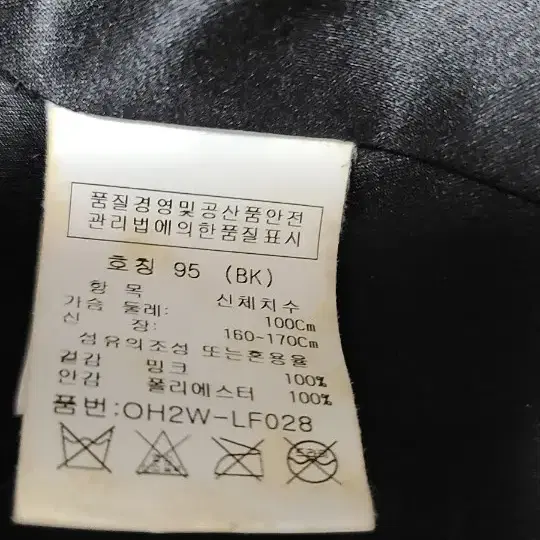 품질경영및공산품안전
관리법에의한품질표시
호칭 95 (BK)
항 목 신체치수
가슴 둘레: 100Cm
신 장: 160-170Cm
섬유의조성 또는혼용율
겉감 밍크 100%
안감 폴리에스터 100%
품번:OH2W-LF028